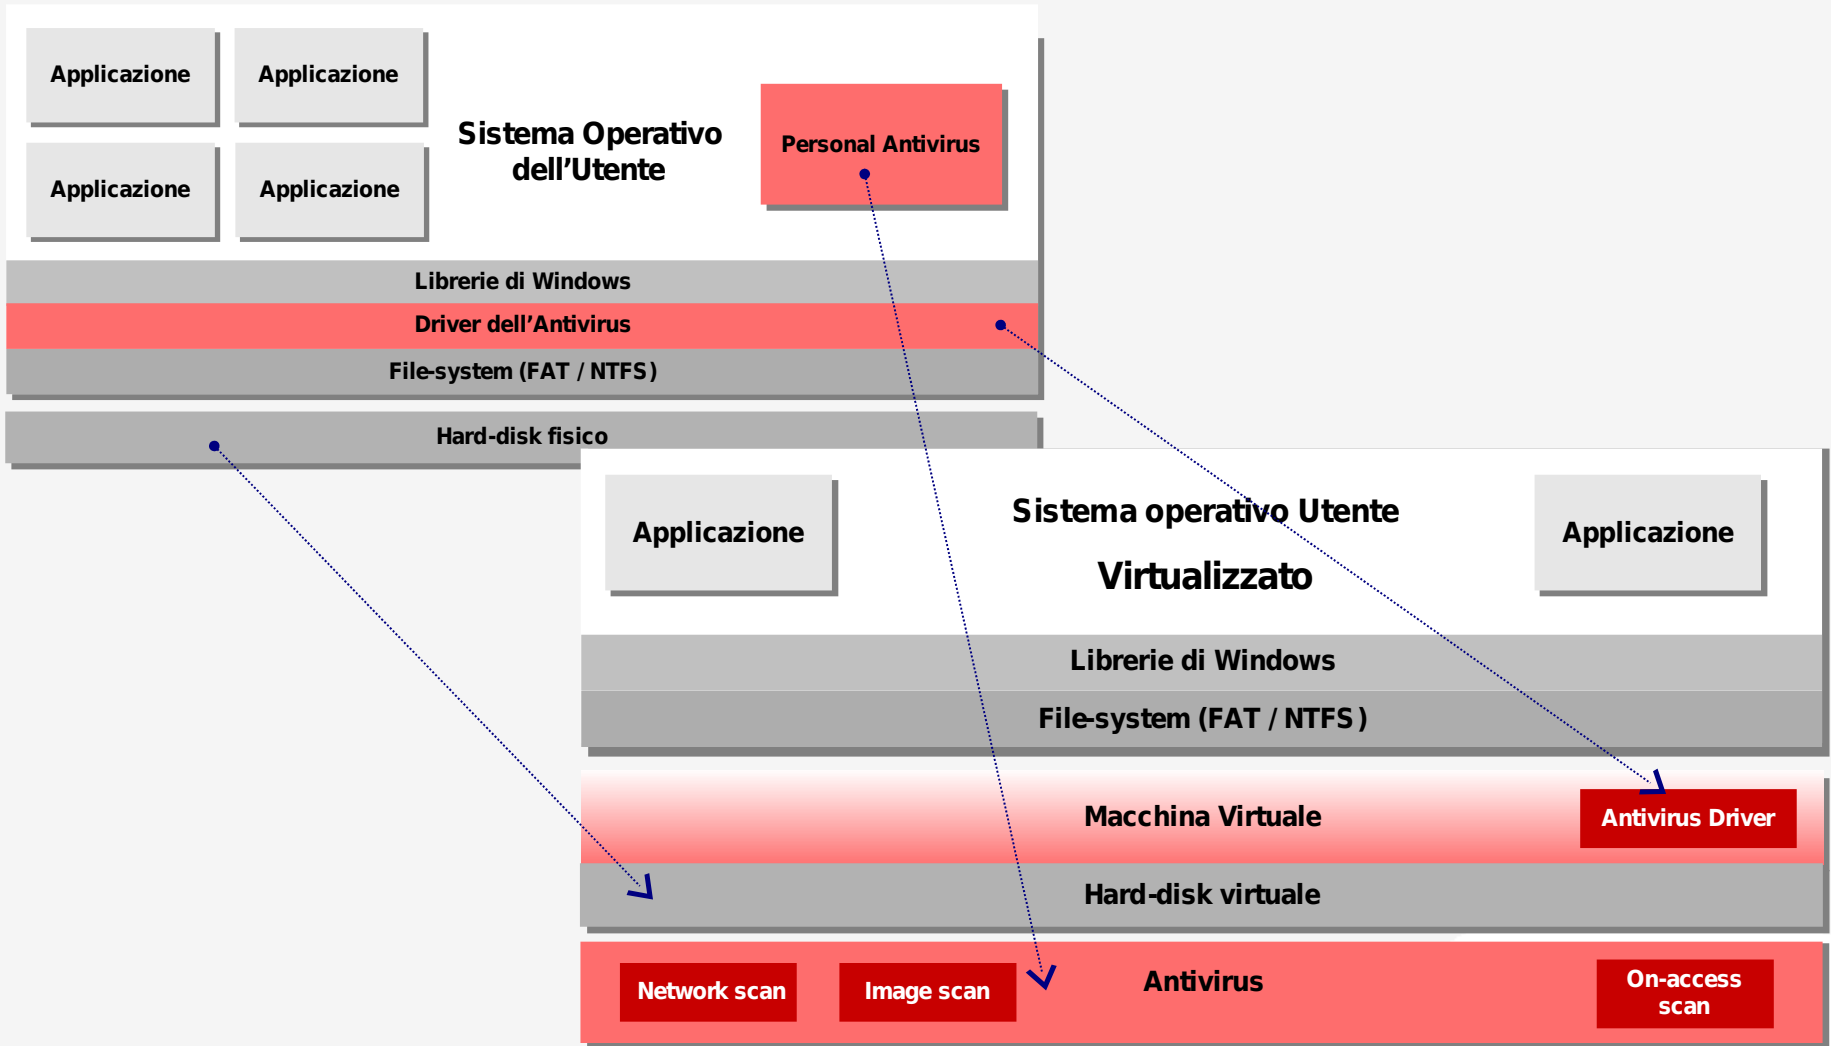 Applicazione
Applicazione
Applicazione
Applicazione
Sistema Operativo
dell’Utente
Personal Antivirus
Librerie di Windows
Driver dell’Antivirus
File-system (FAT / NTFS)
Hard-disk fisico
Applicazione
Sistema operativo Utente
Virtualizzato
Applicazione
Librerie di Windows
File-system (FAT / NTFS)
Macchina Virtuale
Antivirus Driver
Hard-disk virtuale
Network scan
Image scan
Antivirus
On-access
scan